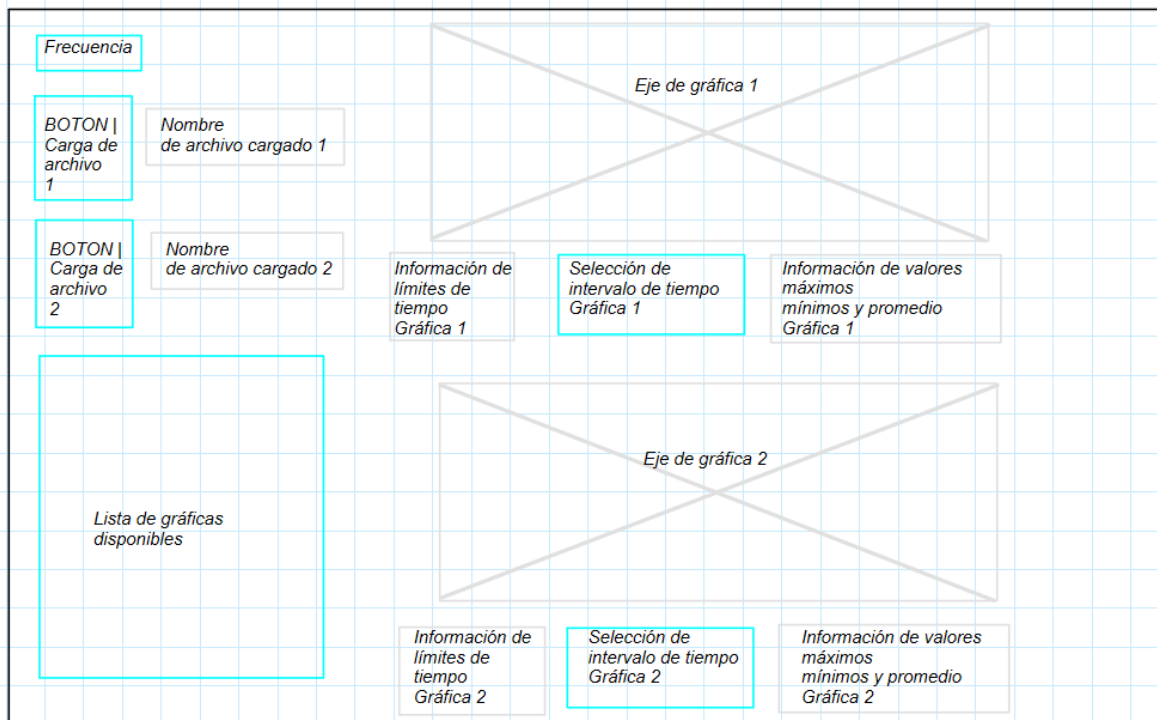 Frecuencia
BOTON |
Carga de
archivo
1
Nombre
de archivo cargado 1
BOTON |
Carga de
archivo
2
Nombre
de archivo cargado 2
Lista de gráficas
disponibles
Eje de gráfica 1
Información de
límites de
tiempo
Gráfica 1
Selección de
intervalo de tiempo
Gráfica 1
Información de valores
máximos
mínimos y promedio
Gráfica 1
Eje de gráfica 2
Información de
límites de
tiempo
Gráfica 2
Selección de
intervalo de tiempo
Gráfica 2
Información de valores
máximos
mínimos y promedio
Gráfica 2